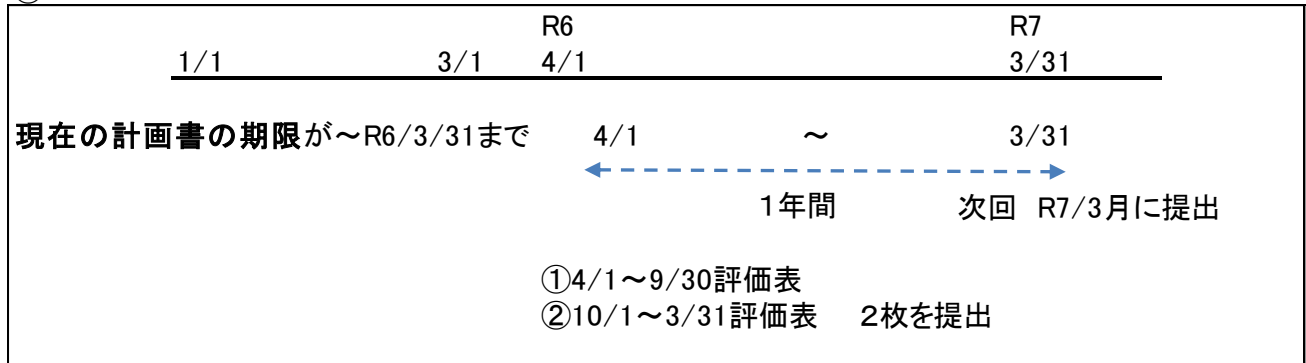 R6 R7
1/1 3/1 4/1 3/31
現在の計画書の期限が～R6/3/31まで 4/1 ～ 3/31
１年間 次回 R7/3月に提出
①4/1～9/30評価表
②10/1～3/31評価表 ２枚を提出